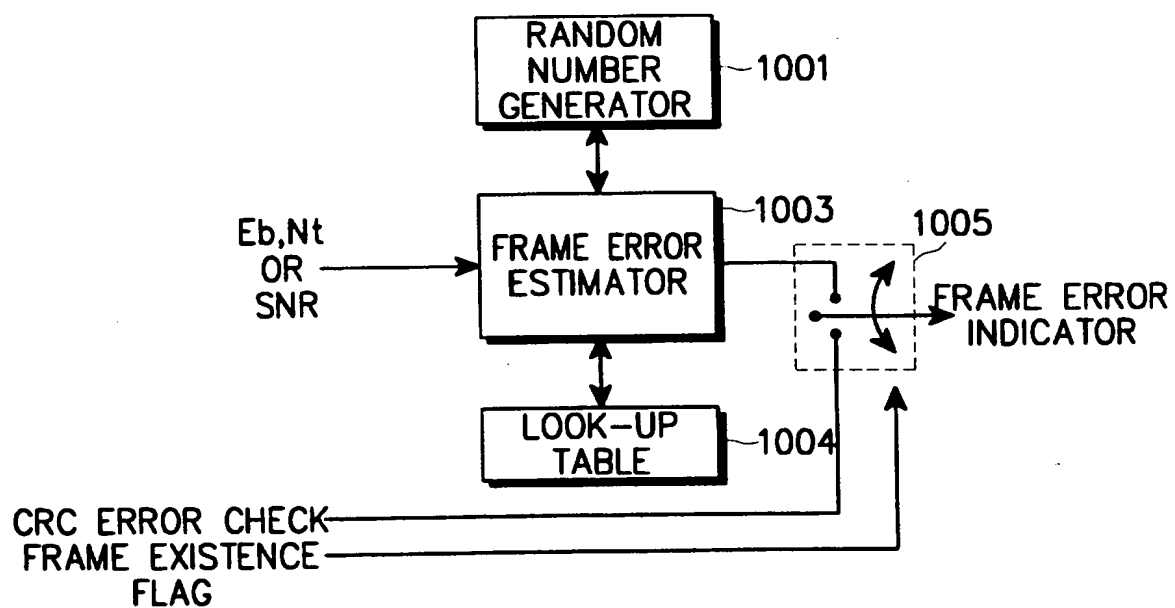 RANDOM
NUMBER
GENERATOR
1001
Eb,Nt
OR
SNR
FRAME ERROR
ESTIMATOR
1003
1005
FRAME ERROR
INDICATOR
LOOK-UP
TABLE
1004
CRC ERROR CHECK
FRAME EXISTENCE
FLAG